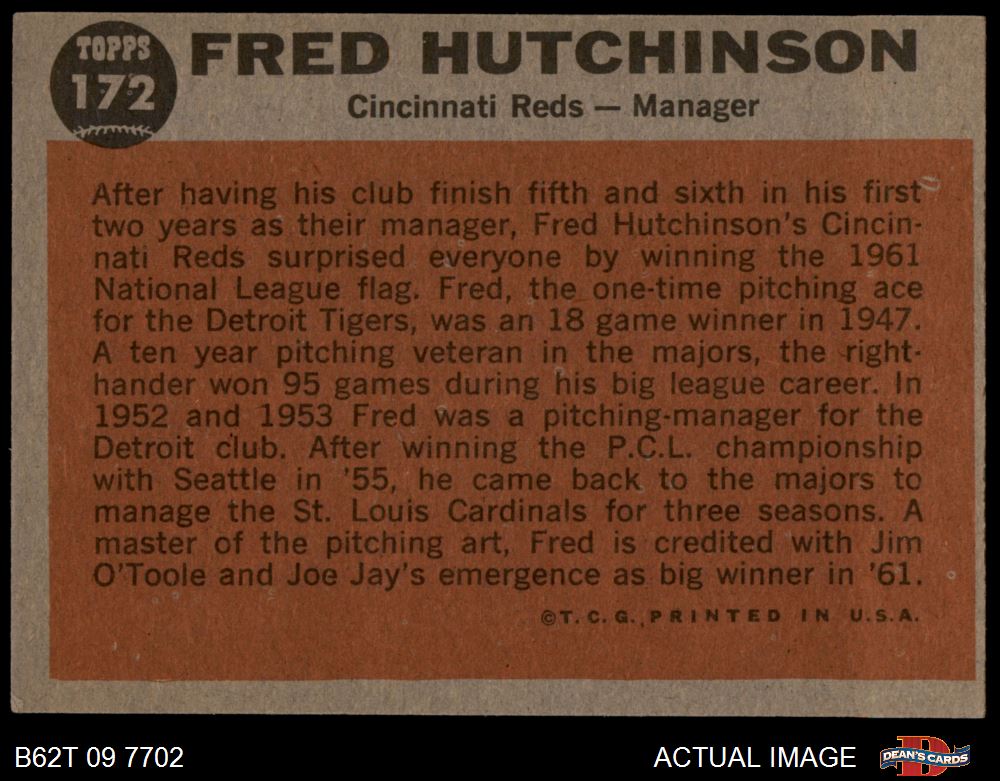 TOPPS
172
FRED HUTCHINSON
Cincinnati Reds — Manager
After having his club finish fifth and sixth in his first
two years as their manager, Fred Hutchinson's Cincin-
nati Reds surprised everyone by winning the 1961
National League flag. Fred, the one-time pitching ace
for the Detroit Tigers, was an 18 game winner in 1947.
A ten year pitching veteran in the majors, the right-
hander won 95 games during his big league career. In
1952 and 1953 Fred was a pitching-manager for the
Detroit club. After winning the P.C.L. championship
with Seattle in '55, he came back to the majors to
manage the St. Louis Cardinals for three seasons. A
master of the pitching art, Fred is credited with Jim
O'Toole and Joe Jay's emergence as big winner in '61.
©T. C. G., PRINTED IN U.S.A.
B62T 09 7702
ACTUAL IMAGE
DEAN'S CARDS